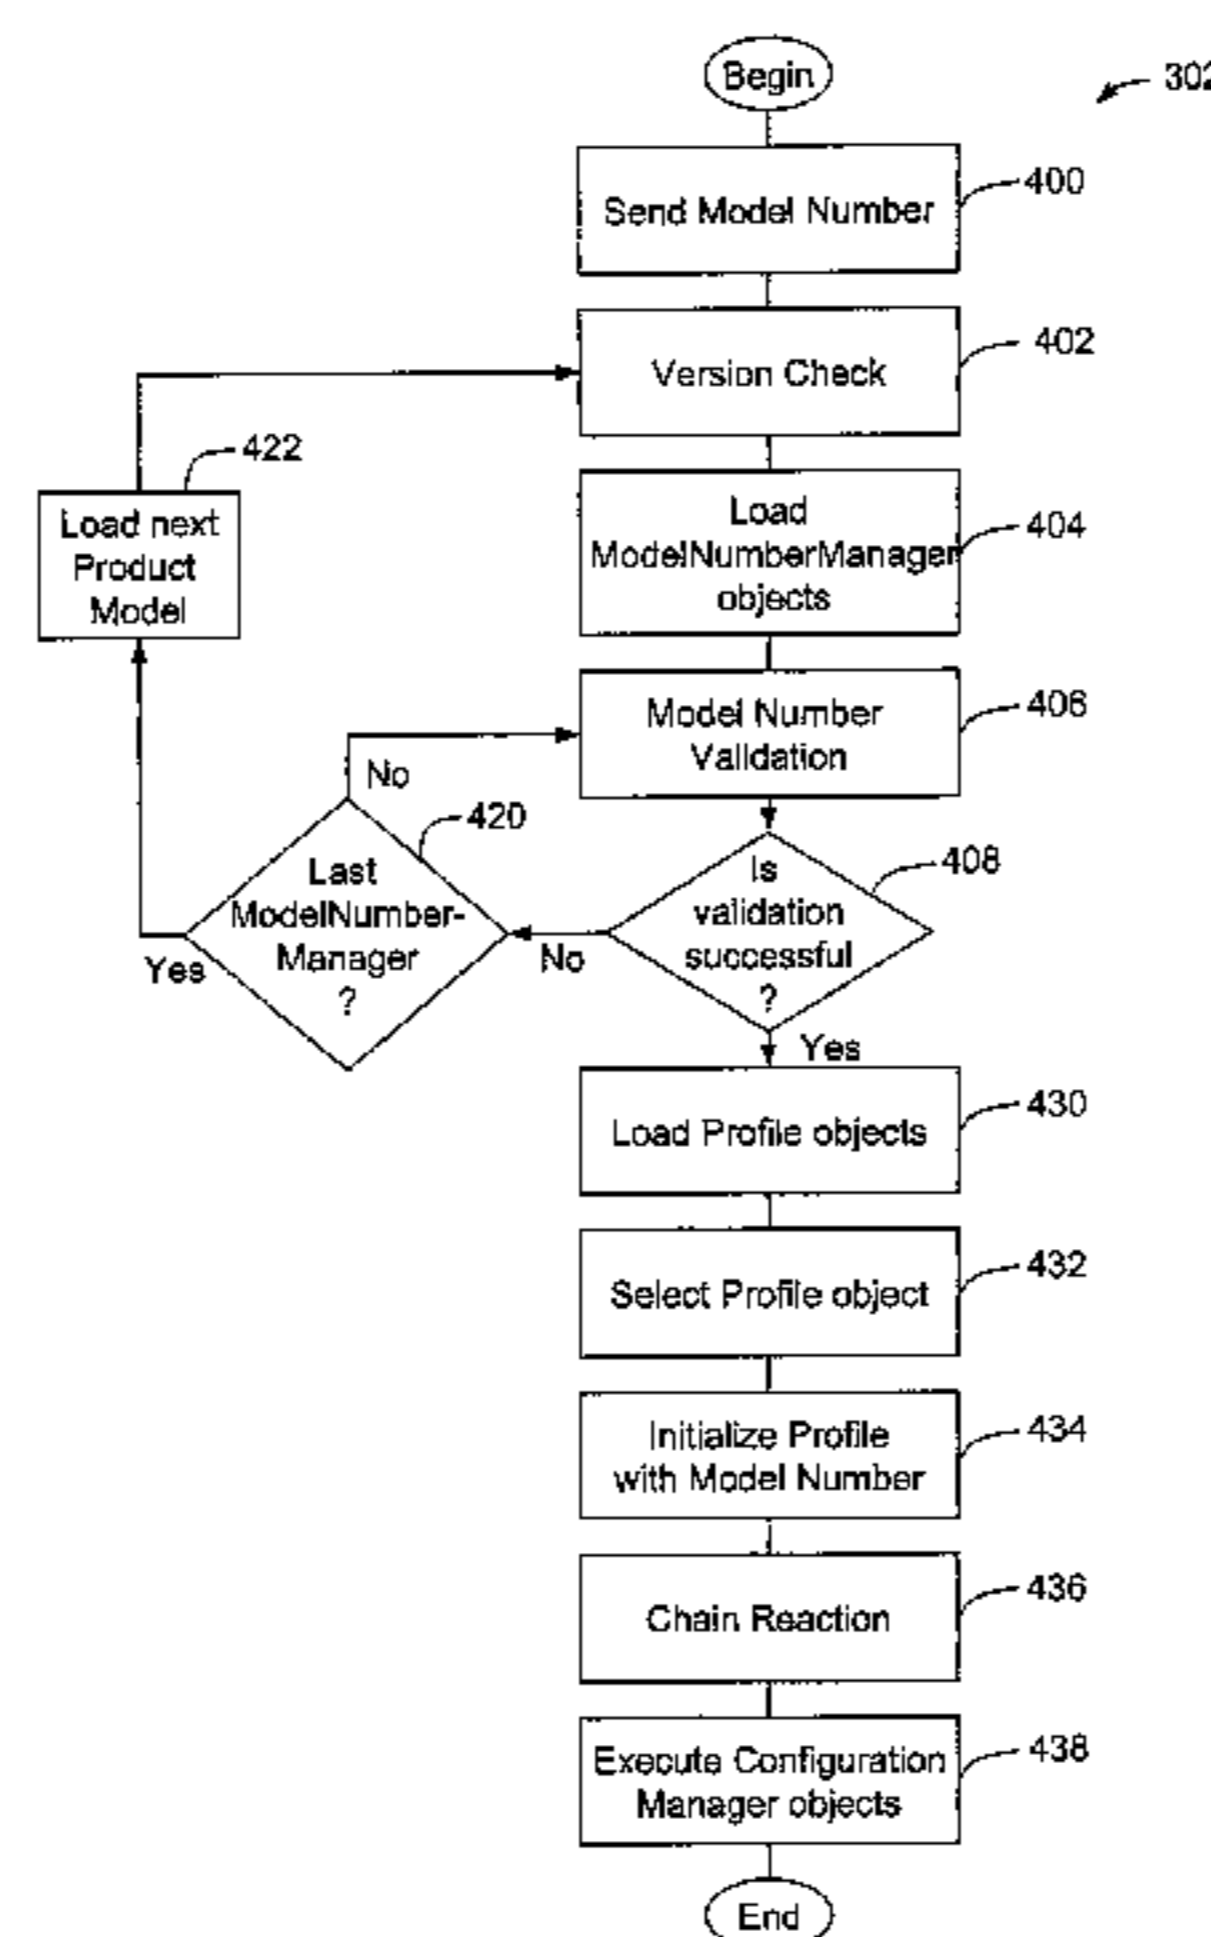 Begin
302
Send Model Number
400
Version Check
402
422
Load next
Product
Model
Load
ModelNumberManager
objects
404
Model Number
Validation
406
No
420
Last
ModelNumber-
Manager
?
Yes
No
Is
validation
successful
?
408
Yes
Load Profile objects
430
Select Profile object
432
Initialize Profile
with Model Number
434
Chain Reaction
436
Execute Configuration
Manager objects
438
End